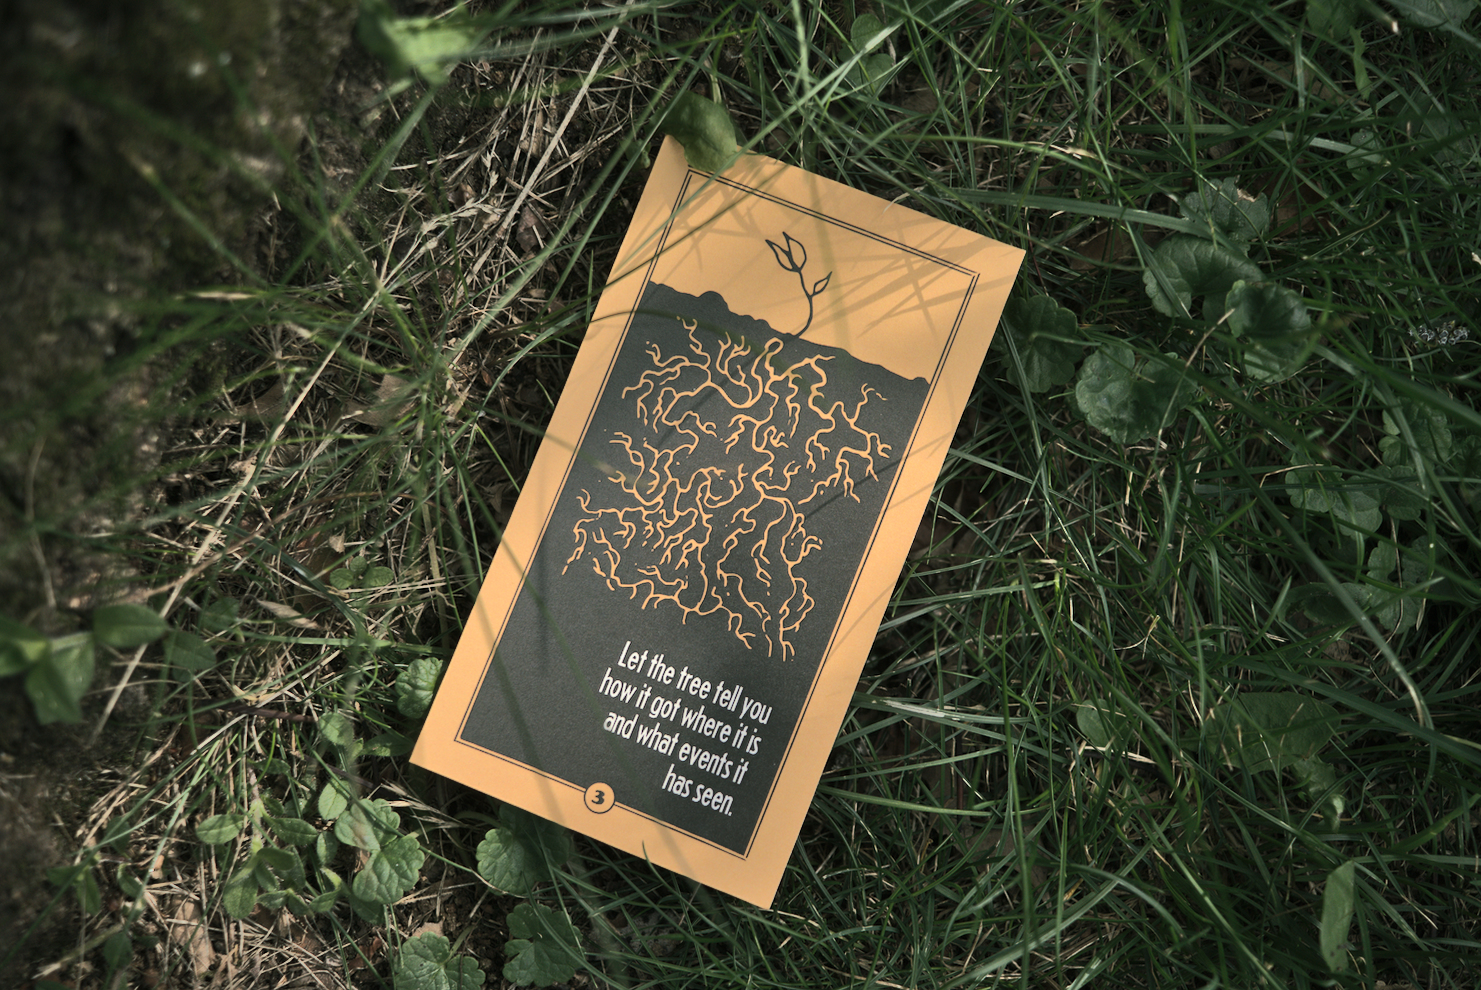 Let the tree tell you
how it got where it is
and what events it
has seen.
3